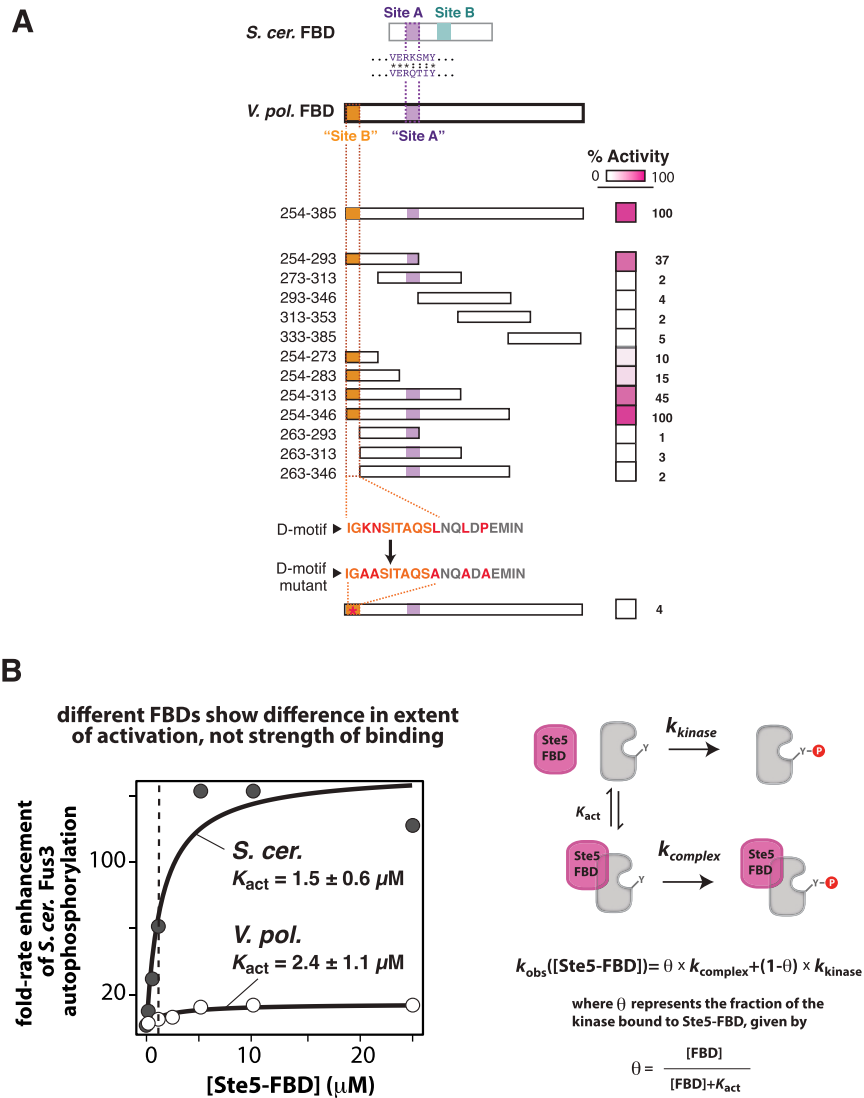 A
Site A Site B
S. cer. FBD
...VERKSMY...
***:::*
...VERQTIY...
V. pol. FBD
“Site B” “Site A”
% Activity
0 100
254-385 100
254-293 37
273-313 2
293-346 4
313-353 2
333-385 5
254-273 10
254-283 15
254-313 45
254-346 100
263-293 1
263-313 3
263-346 2
D-motif IGKNSITAQSLNQLDPEMIN
D-motif mutant IGAASITAQSANQADAEMIN
* 4
B
different FBDs show difference in extent
of activation, not strength of binding
fold-rate enhancement
of S. cer. Fus3
autophosphorylation
100
20
S. cer.
Kact = 1.5 ± 0.6 µM
V. pol.
Kact = 2.4 ± 1.1 µM
0 10 20
[Ste5-FBD] (µM)
Ste5
FBD
Y
kkinase
Y P
Kact
Ste5
FBD
Y
kcomplex
Ste5
FBD
Y P
kobs([Ste5-FBD])= θ × kcomplex+(1-θ) × kkinase
where θ represents the fraction of the
kinase bound to Ste5-FBD, given by
θ = [FBD]
[FBD]+Kact